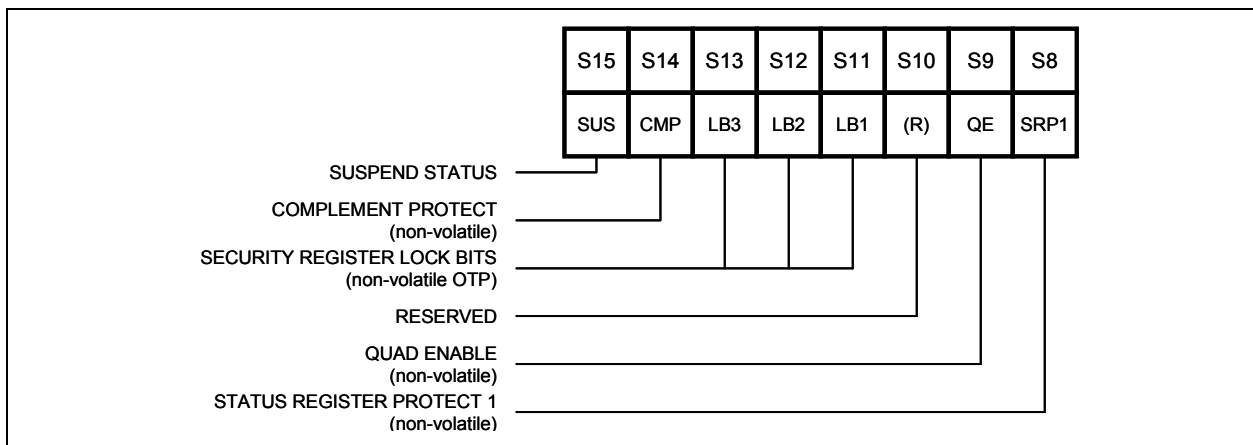 S15 S14 S13 S12 S11 S10 S9 S8
SUS CMP LB3 LB2 LB1 (R) QE SRP1
SUSPEND STATUS
COMPLEMENT PROTECT
(non-volatile)
SECURITY REGISTER LOCK BITS
(non-volatile OTP)
RESERVED
QUAD ENABLE
(non-volatile)
STATUS REGISTER PROTECT 1
(non-volatile)